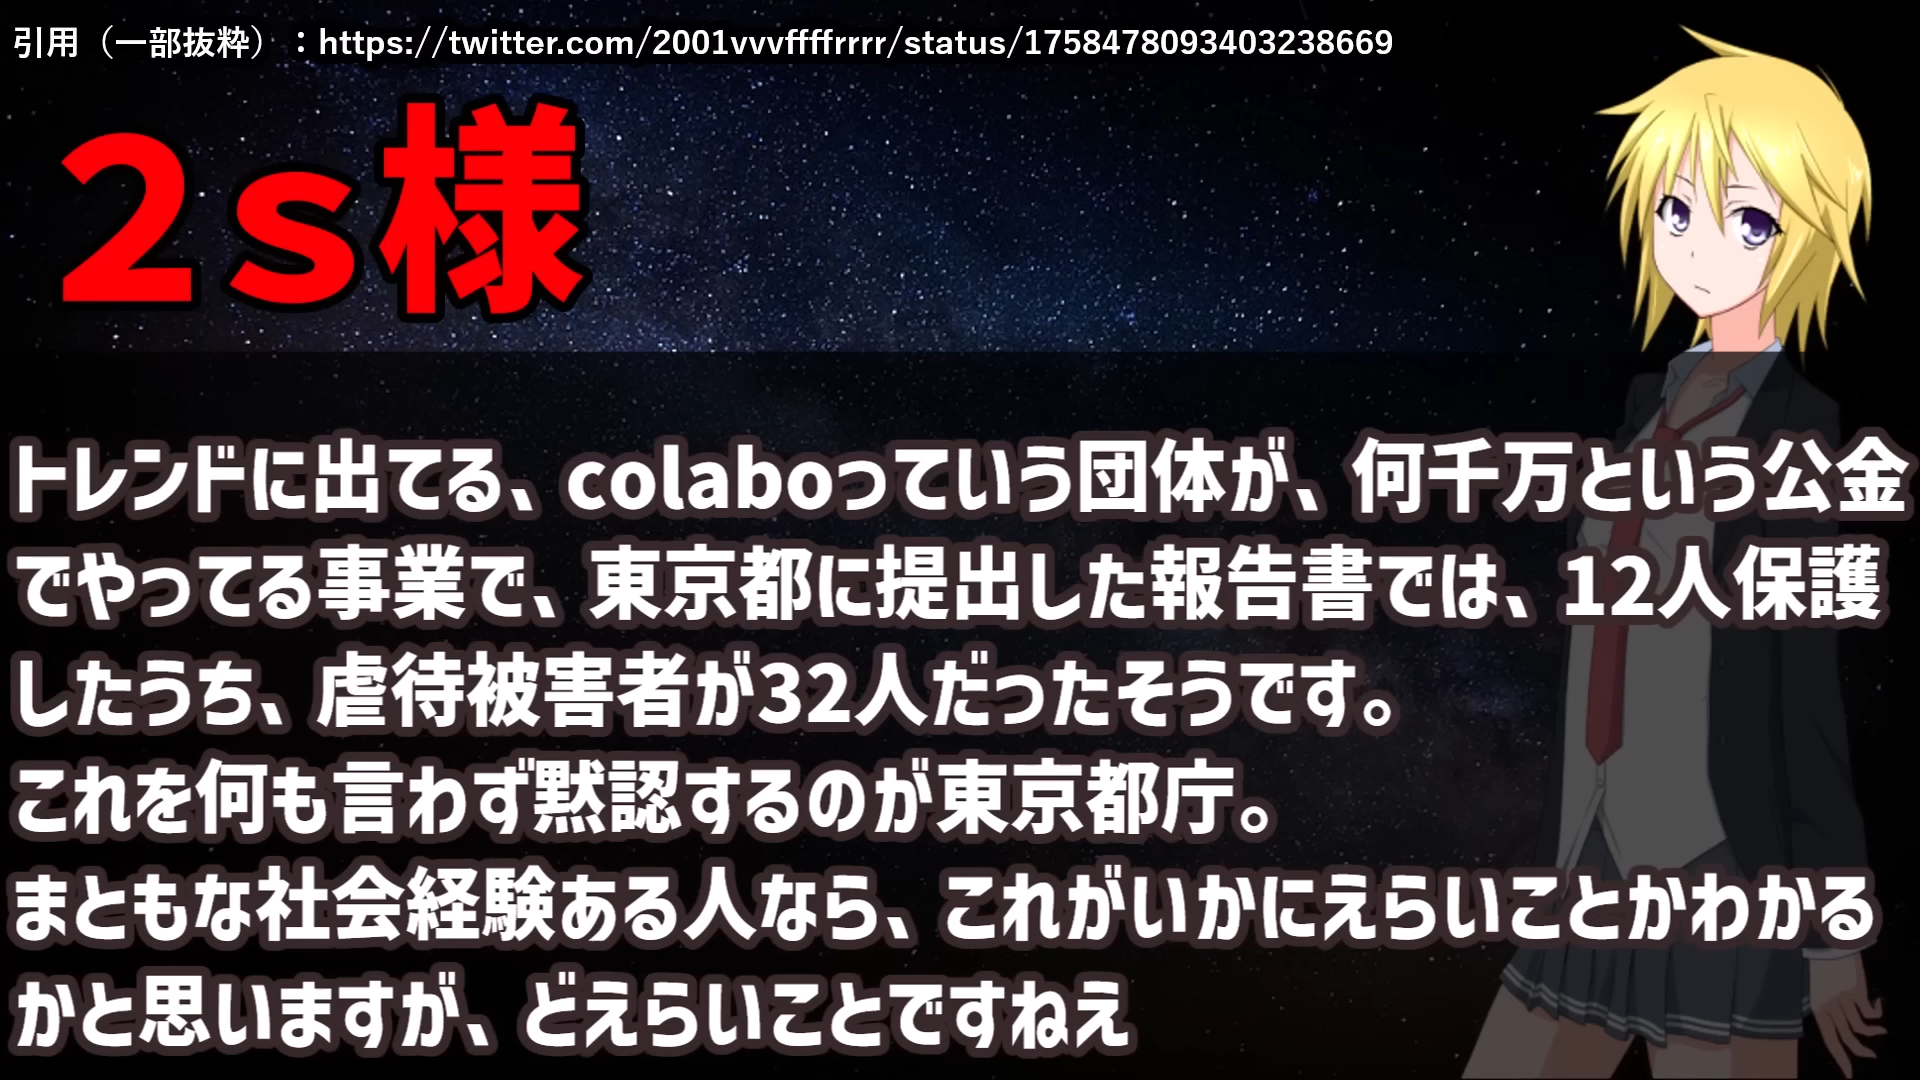 引用（一部抜粋）：https://twitter.com/2001vvvffffrrrr/status/1758478093403238669
２ｓ様
トレンドに出てる、colaboっていう団体が、何千万という公金
でやってる事業で、東京都に提出した報告書では、12人保護
したうち、虐待被害者が32人だったそうです。
これを何も言わず黙認するのが東京都庁。
まともな社会経験ある人なら、これがいかにえらいことかわかる
かと思いますが、どえらいことですねえ